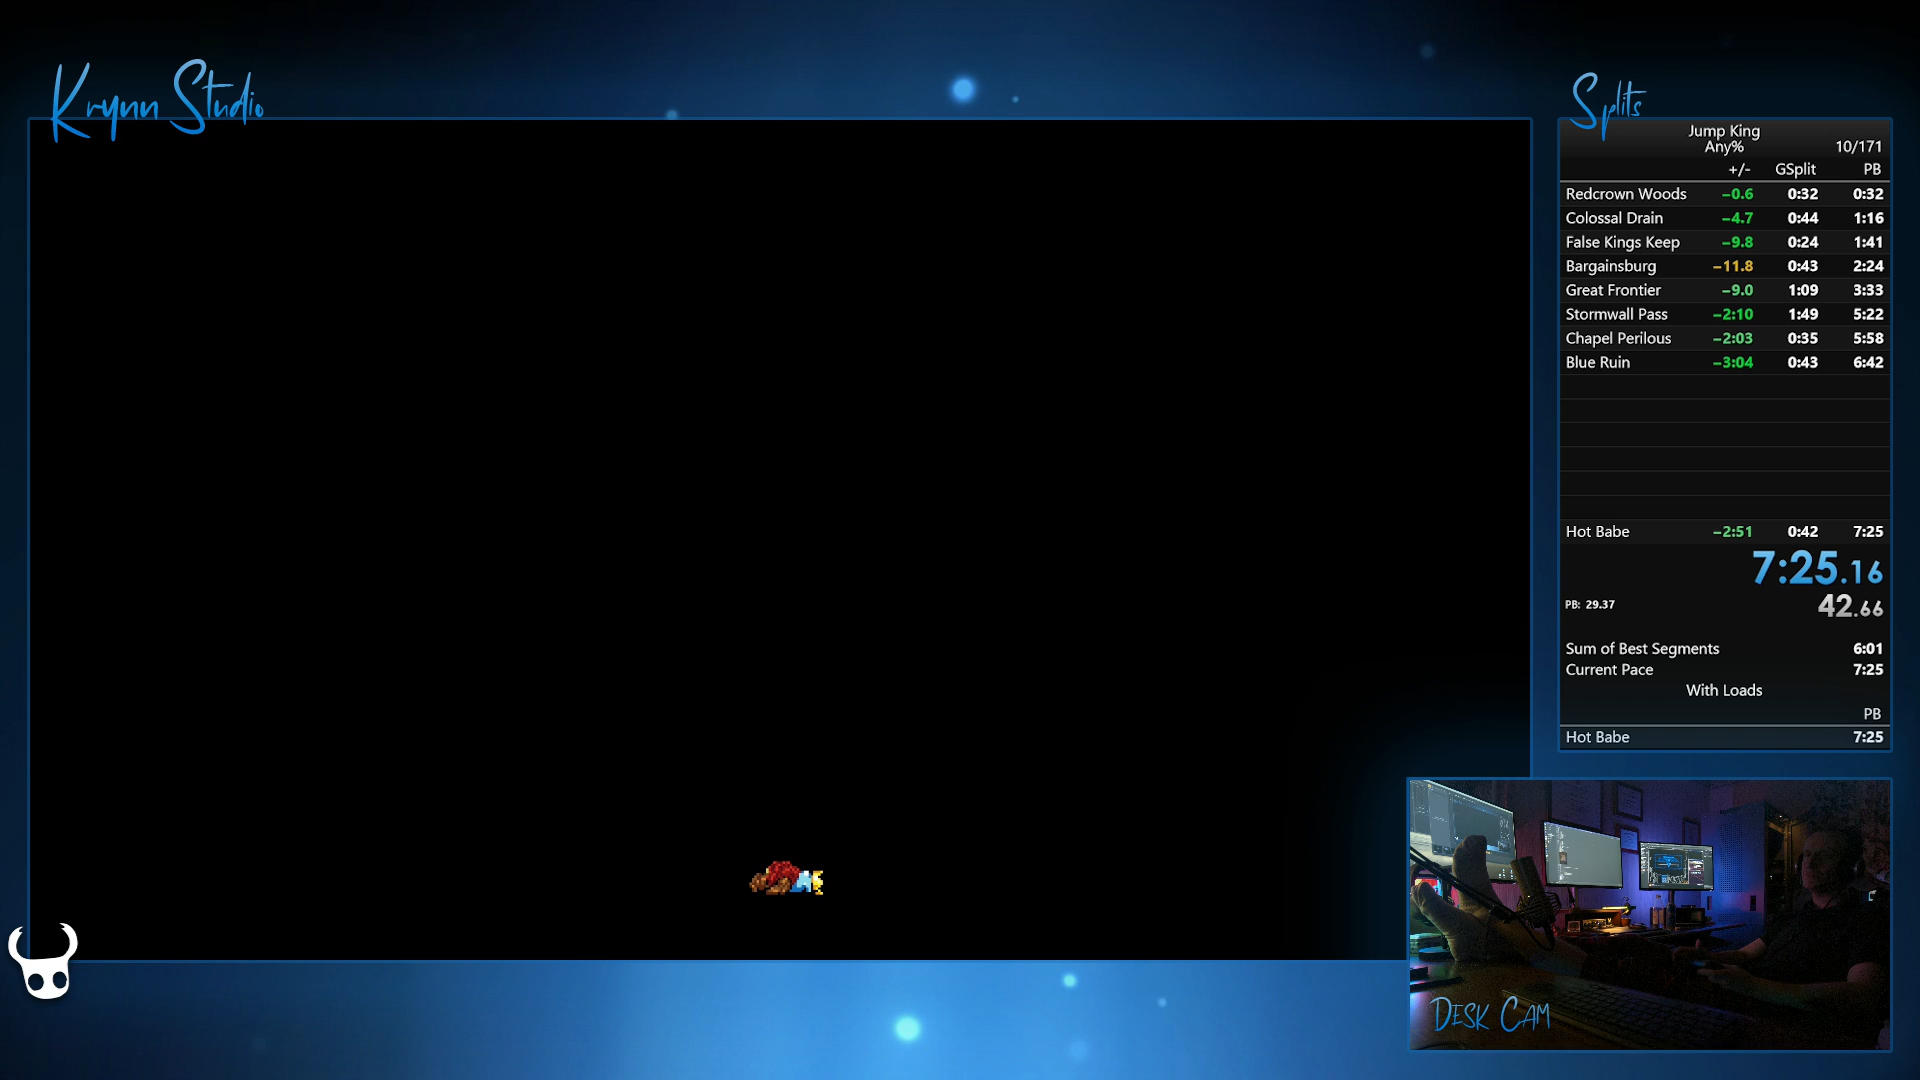 Krynn Studio
Splits
Jump King
Any% 10/171
+/- GSplit PB
Redcrown Woods −0.6 0:32 0:32
Colossal Drain −4.7 0:44 1:16
False Kings Keep −9.8 0:24 1:41
Bargainsburg −11.8 0:43 2:24
Great Frontier −9.0 1:09 3:33
Stormwall Pass −2:10 1:49 5:22
Chapel Perilous −2:03 0:35 5:58
Blue Ruin −3:04 0:43 6:42
Hot Babe −2:51 0:42 7:25
7:25.16
PB: 29.37 42.66
Sum of Best Segments 6:01
Current Pace 7:25
With Loads
PB
Hot Babe 7:25
Desk Cam